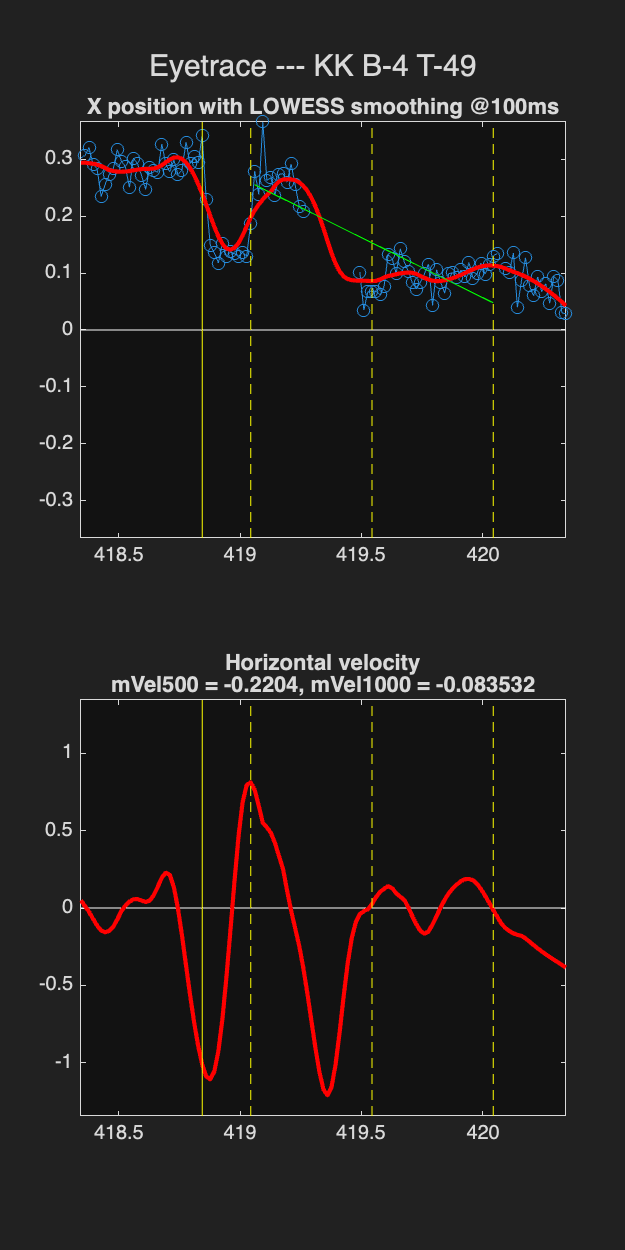 Eyetrace --- KK B-4 T-49
X position with LOWESS smoothing @100ms
0.3
0.2
0.1
0
-0.1
-0.2
-0.3
418.5 419 419.5 420
Horizontal velocity
mVel500 = -0.2204, mVel1000 = -0.083532
1
0.5
0
-0.5
-1
418.5 419 419.5 420